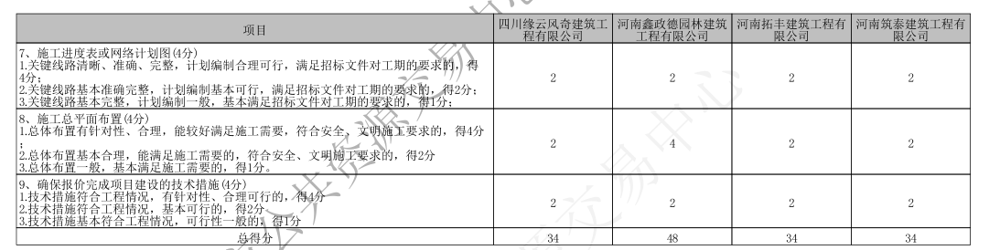 项目
四川缘云风奇建筑工
程有限公司
河南鑫政德园林建筑
工程有限公司
河南拓丰建筑工程有
限公司
河南筑泰建筑工程有
限公司
7、施工进度表或网络计划图(4分)
1.关键线路清晰、准确、完整，计划编制合理可行，满足招标文件对工期的要求的，得
4分；
2.关键线路基本准确完整，计划编制基本可行，满足招标文件对工期的要求的，得2分；
3.关键线路基本完整，计划编制一般，基本满足招标文件对工期的要求的，得1分；
2
2
2
2
8、施工总平面布置(4分)
1.总体布置有针对性、合理，能较好满足施工需要，符合安全、文明施工要求的，得4分
；
2.总体布置基本合理，能满足施工需要的，符合安全、文明施工要求的，得2分
3.总体布置一般，基本满足施工需要的，得1分。
2
4
2
2
9、确保报价完成项目建设的技术措施(4分)
1.技术措施符合工程情况，有针对性、合理可行的，得4分
2.技术措施符合工程情况，基本可行的，得2分
3.技术措施基本符合工程情况，可行性一般的，得1分
2
2
2
2
总得分
34
48
34
34
公共资源交易中心
交易中心